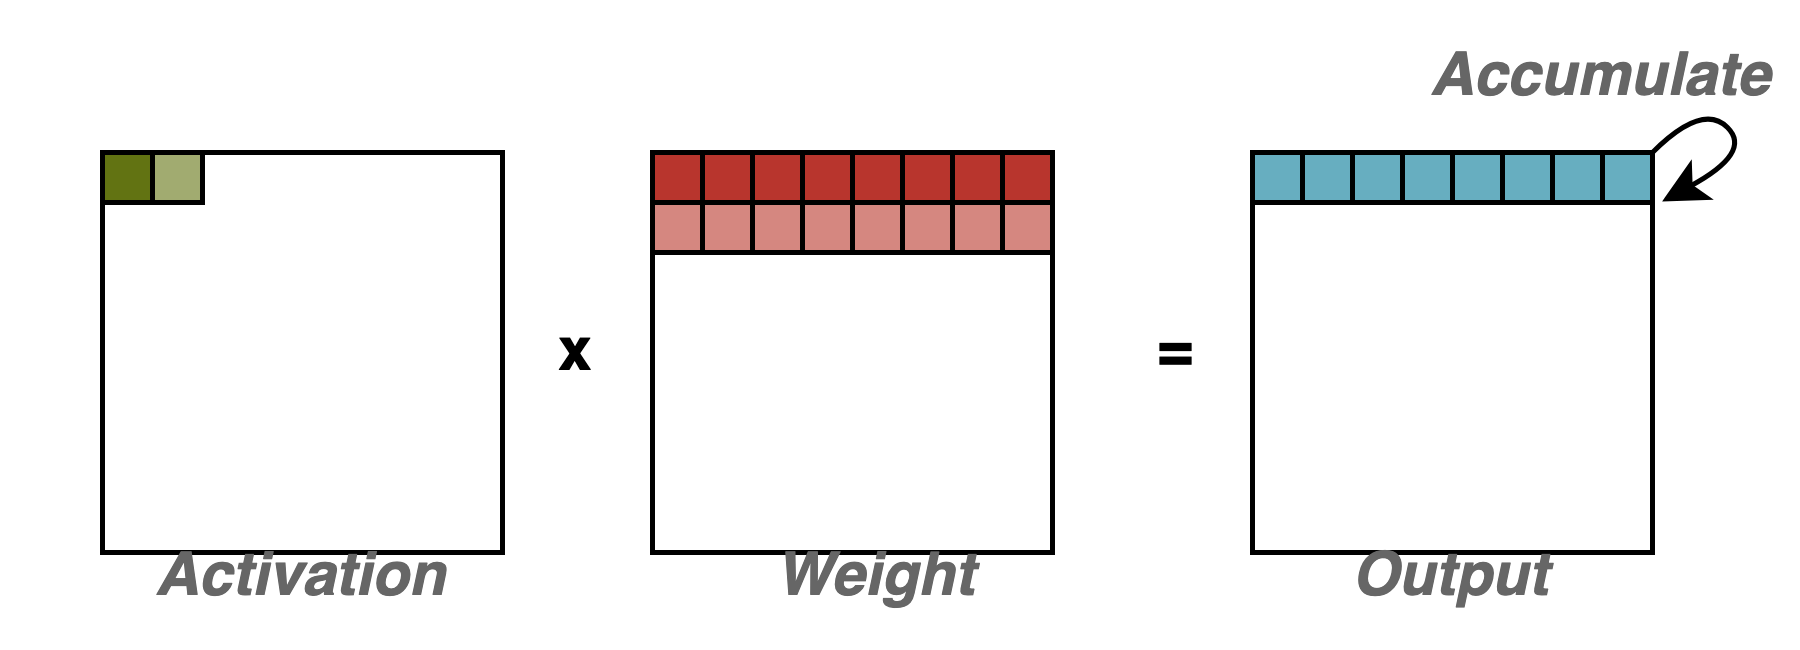 Accumulate
x
=
Activation
Weight
Output